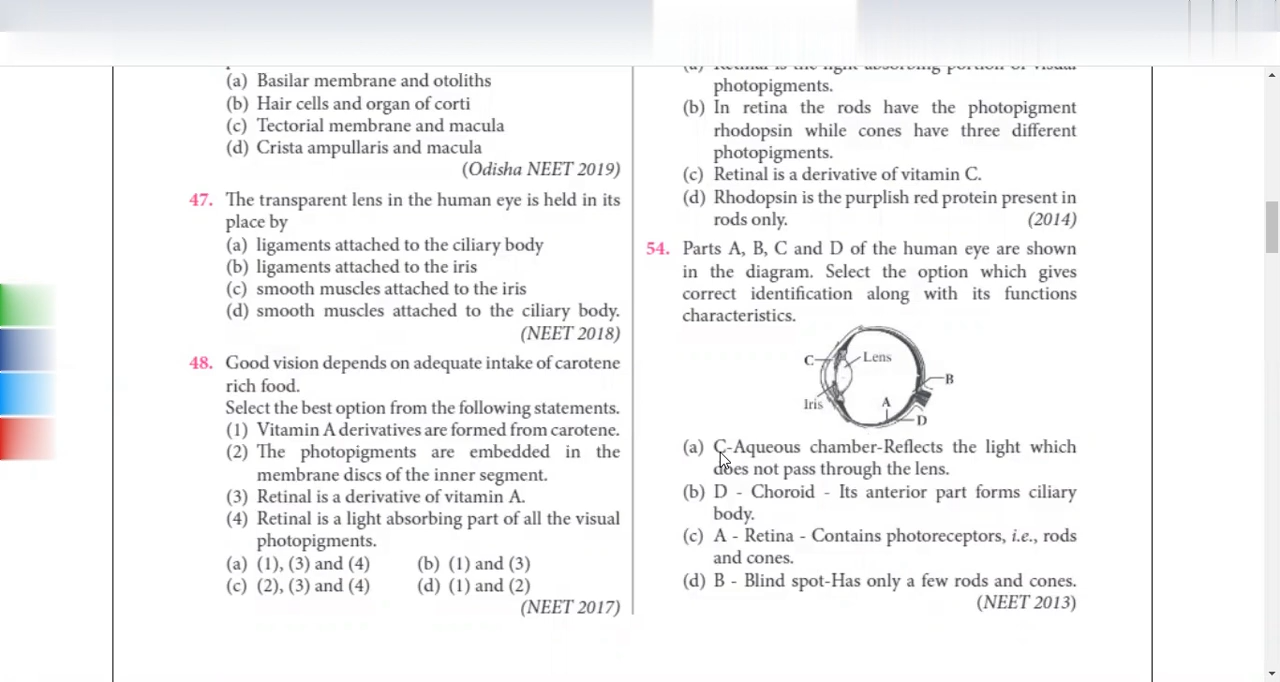 (a) Basilar membrane and otoliths
(b) Hair cells and organ of corti
(c) Tectorial membrane and macula
(d) Crista ampullaris and macula
(Odisha NEET 2019)
47. The transparent lens in the human eye is held in its
place by
(a) ligaments attached to the ciliary body
(b) ligaments attached to the iris
(c) smooth muscles attached to the iris
(d) smooth muscles attached to the ciliary body.
(NEET 2018)
48. Good vision depends on adequate intake of carotene
rich food.
Select the best option from the following statements.
(1) Vitamin A derivatives are formed from carotene.
(2) The photopigments are embedded in the
membrane discs of the inner segment.
(3) Retinal is a derivative of vitamin A.
(4) Retinal is a light absorbing part of all the visual
photopigments.
(a) (1), (3) and (4) (b) (1) and (3)
(c) (2), (3) and (4) (d) (1) and (2)
(NEET 2017)
(a) Retinal is the light absorbing portion of visual
photopigments.
(b) In retina the rods have the photopigment
rhodopsin while cones have three different
photopigments.
(c) Retinal is a derivative of vitamin C.
(d) Rhodopsin is the purplish red protein present in
rods only. (2014)
54. Parts A, B, C and D of the human eye are shown
in the diagram. Select the option which gives
correct identification along with its functions
characteristics.
C
Lens
B
Iris
A
D
(a) C-Aqueous chamber-Reflects the light which
does not pass through the lens.
(b) D - Choroid - Its anterior part forms ciliary
body.
(c) A - Retina - Contains photoreceptors, i.e., rods
and cones.
(d) B - Blind spot-Has only a few rods and cones.
(NEET 2013)